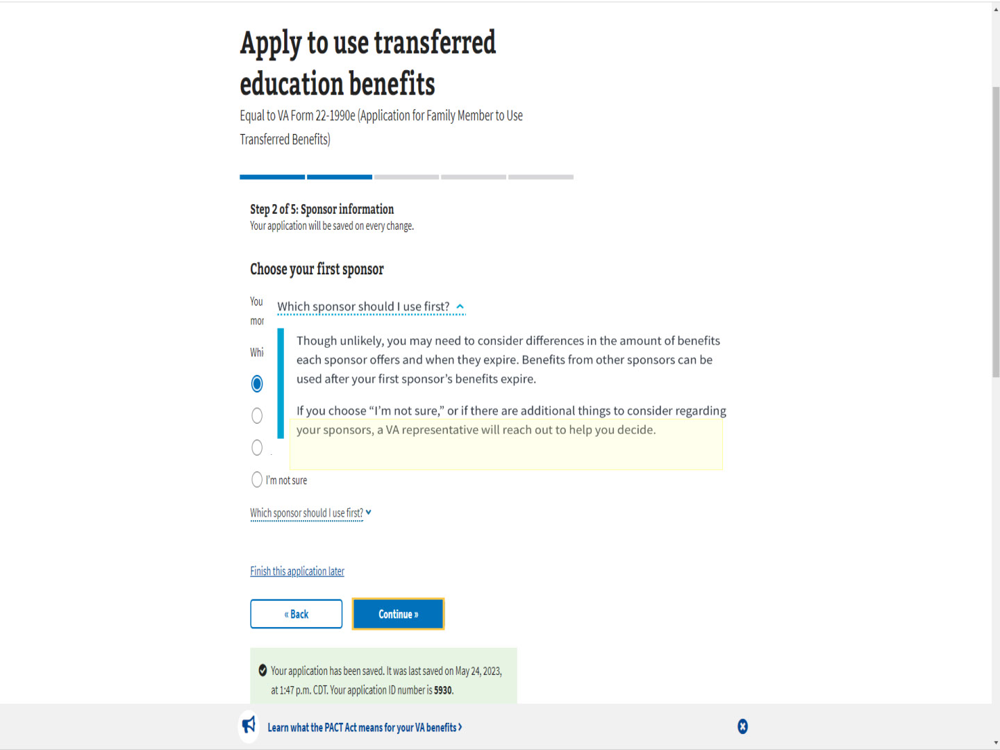 Apply to use transferred
education benefits
Equal to VA Form 22-1990e (Application for Family Member to Use
Transferred Benefits)
Step 2 of 5: Sponsor information
Your application will be saved on every change.
Choose your first sponsor
You
mor
Whi
Which sponsor should I use first?
Though unlikely, you may need to consider differences in the amount of benefits
each sponsor offers and when they expire. Benefits from other sponsors can be
used after your first sponsor’s benefits expire.
If you choose “I’m not sure,” or if there are additional things to consider regarding
your sponsors, a VA representative will reach out to help you decide.
I’m not sure
Which sponsor should I use first?
Finish this application later
« Back
Continue »
Your application has been saved. It was last saved on May 24, 2023,
at 1:47 p.m. CDT. Your application ID number is 5930.
Learn what the PACT Act means for your VA benefits